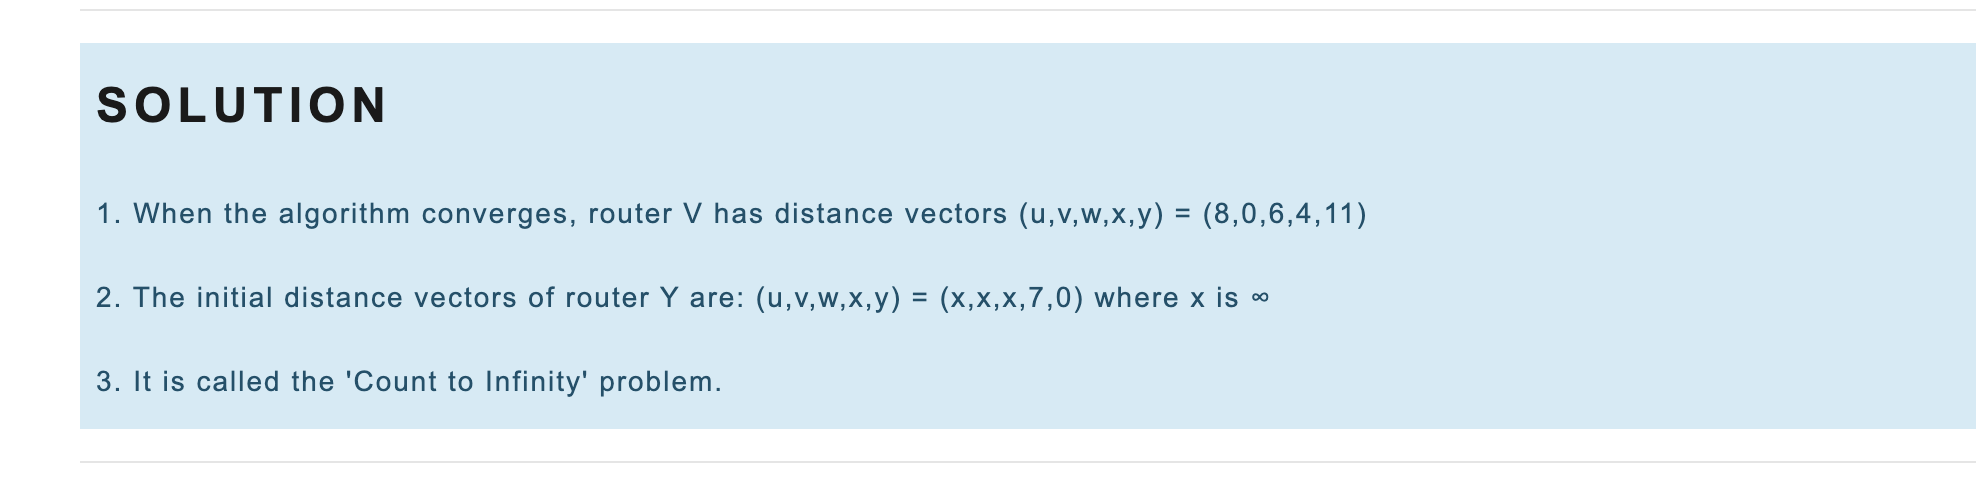 SOLUTION
1. When the algorithm converges, router V has distance vectors (u,v,w,x,y) = (8,0,6,4,11)
2. The initial distance vectors of router Y are: (u,v,w,x,y) = (x,x,x,7,0) where x is ∞
3. It is called the 'Count to Infinity' problem.